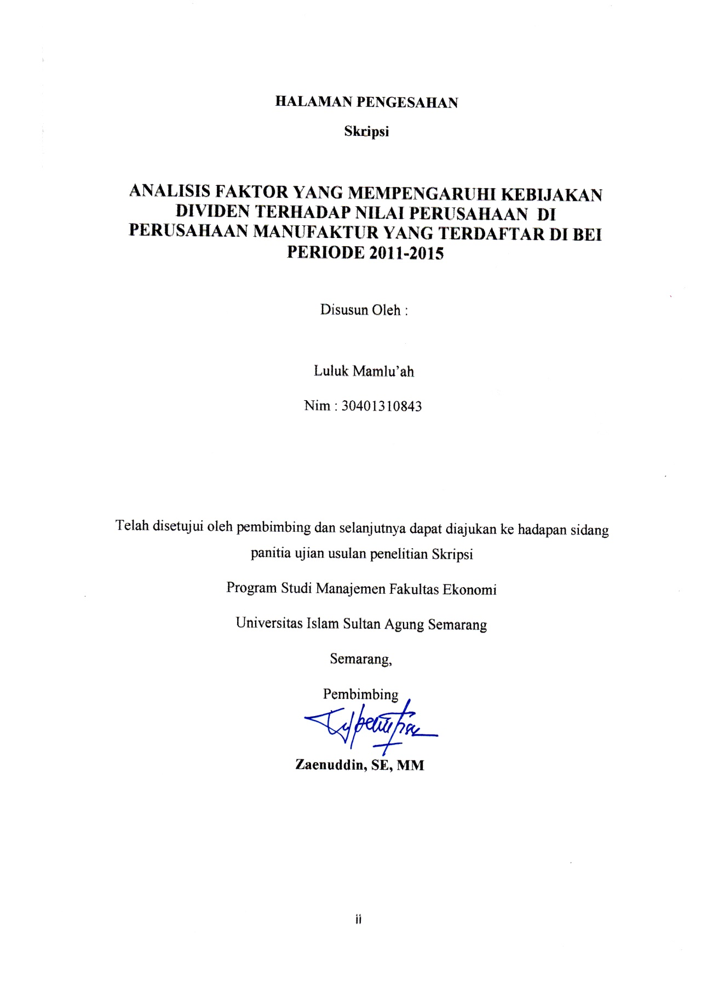 HALAMAN PENGESAHAN
Skripsi
ANALISIS FAKTOR YANG MEMPENGARUHI KEBIJAKAN
DIVIDEN TERHADAP NILAI PERUSAHAAN DI
PERUSAHAAN MANUFAKTUR YANG TERDAFTAR DI BEI
PERIODE 2011-2015
Disusun Oleh :
Luluk Mamlu’ah
Nim : 30401310843
Telah disetujui oleh pembimbing dan selanjutnya dapat diajukan ke hadapan sidang
panitia ujian usulan penelitian Skripsi
Program Studi Manajemen Fakultas Ekonomi
Universitas Islam Sultan Agung Semarang
Semarang,
Pembimbing
Zaenuddin, SE, MM
ii